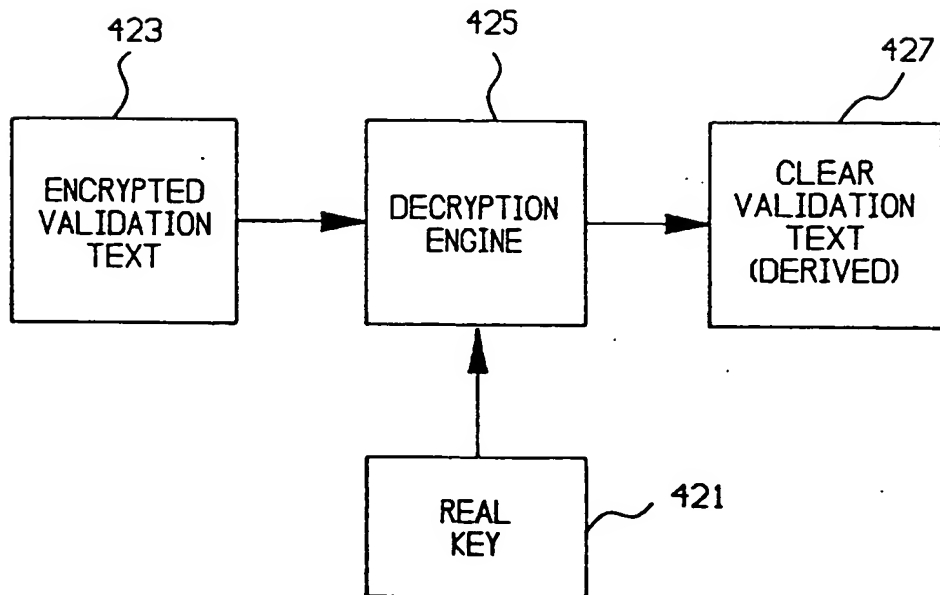 423
425
427
ENCRYPTED
VALIDATION
TEXT
DECRYPTION
ENGINE
CLEAR
VALIDATION
TEXT
(DERIVED)
REAL
KEY
421